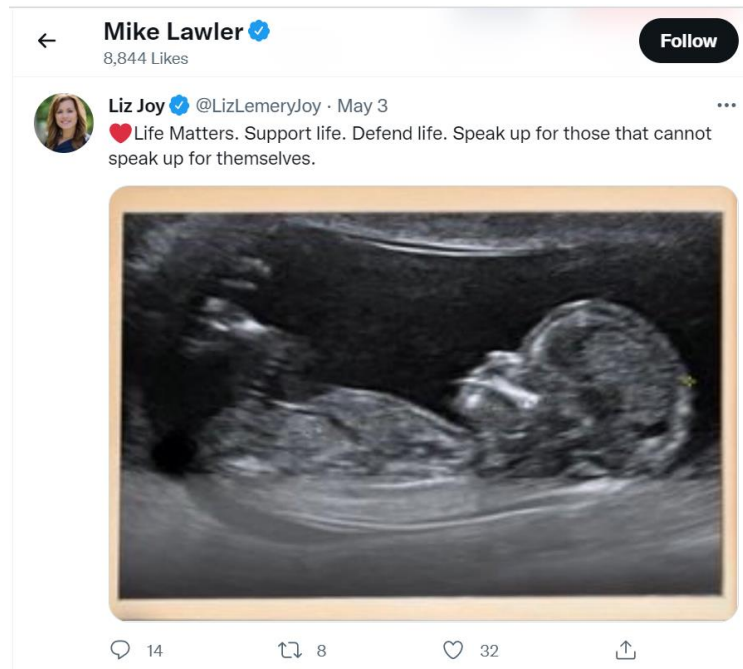 Mike Lawler
8,844 Likes
Follow
Liz Joy @LizLemeryJoy · May 3
❤️Life Matters. Support life. Defend life. Speak up for those that cannot
speak up for themselves.
14 8 32